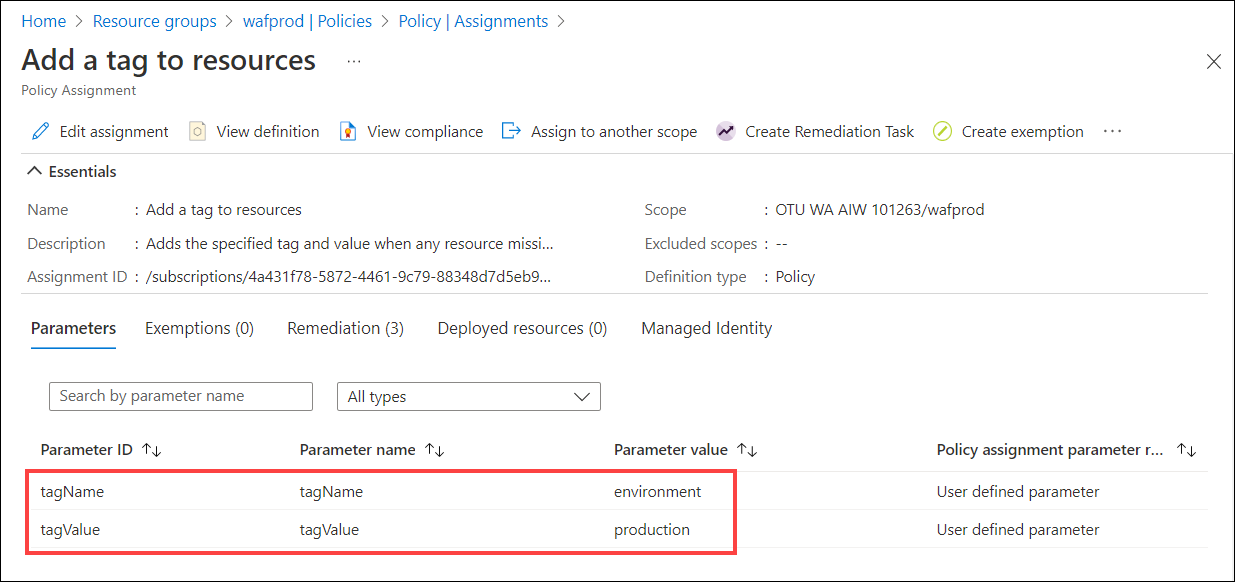 Home > Resource groups > wafprod | Policies > Policy | Assignments >
Add a tag to resources ...
Policy Assignment
Edit assignment View definition View compliance Assign to another scope Create Remediation Task Create exemption ...
Essentials
Name : Add a tag to resources Scope : OTU WA AIW 101263/wafprod
Description : Adds the specified tag and value when any resource missi... Excluded scopes : --
Assignment ID : /subscriptions/4a431f78-5872-4461-9c79-88348d7d5eb9... Definition type : Policy
Parameters Exemptions (0) Remediation (3) Deployed resources (0) Managed Identity
Search by parameter name All types
Parameter ID Parameter name Parameter value Policy assignment parameter r...
tagName tagName environment User defined parameter
tagValue tagValue production User defined parameter